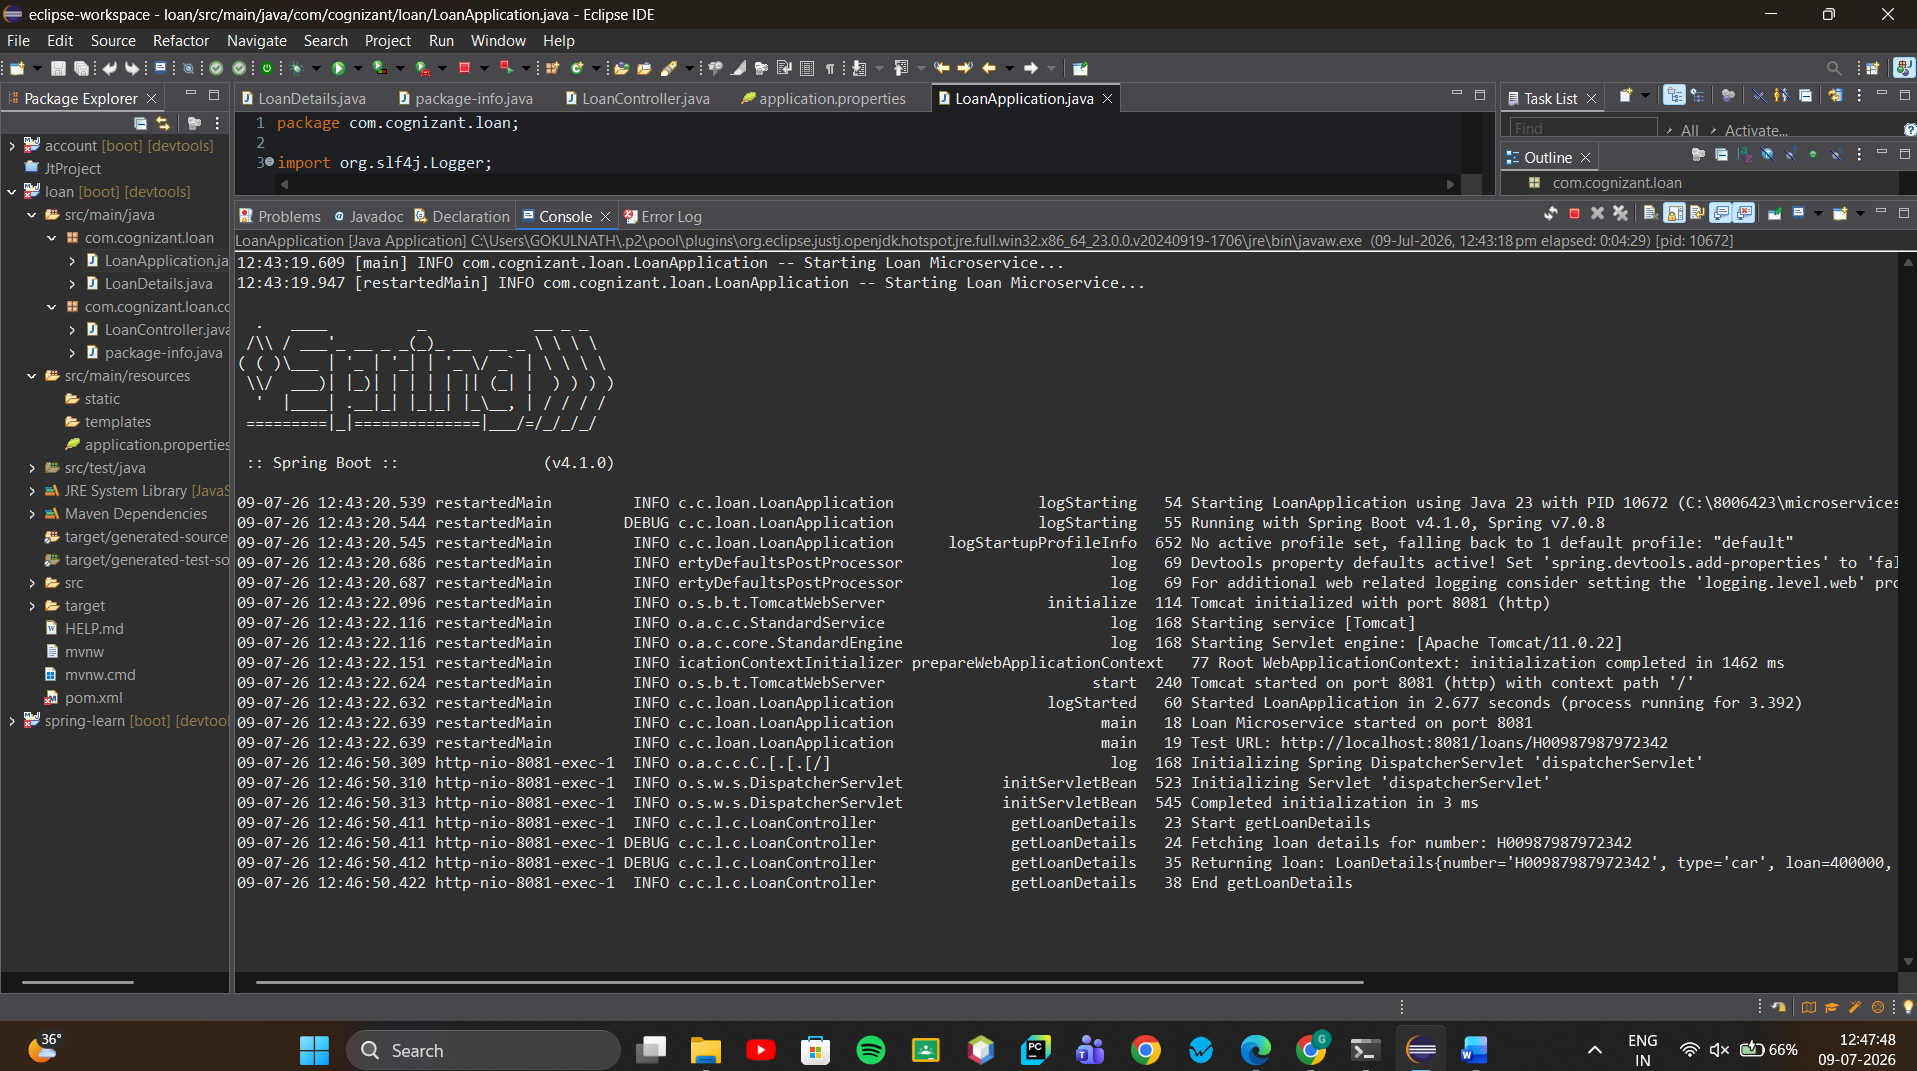 eclipse-workspace - loan/src/main/java/com/cognizant/loan/LoanApplication.java - Eclipse IDE
File Edit Source Refactor Navigate Search Project Run Window Help
Package Explorer
account [boot] [devtools]
JtProject
loan [boot] [devtools]
src/main/java
com.cognizant.loan
LoanApplication.ja
LoanDetails.java
com.cognizant.loan.co
LoanController.java
package-info.java
src/main/resources
static
templates
application.properties
src/test/java
JRE System Library [JavaS
Maven Dependencies
target/generated-source
target/generated-test-so
src
target
HELP.md
mvnw
mvnw.cmd
pom.xml
spring-learn [boot] [devtool
LoanDetails.java package-info.java LoanController.java application.properties LoanApplication.java
1 package com.cognizant.loan;
2
3 import org.slf4j.Logger;
Task List
Find All Activate...
Outline
com.cognizant.loan
Problems Javadoc Declaration Console Error Log
LoanApplication [Java Application] C:\Users\GOKULNATH\.p2\pool\plugins\org.eclipse.justj.openjdk.hotspot.jre.full.win32.x86_64_23.0.0.v20240919-1706\jre\bin\javaw.exe (09-Jul-2026, 12:43:18 pm elapsed: 0:04:29) [pid: 10672]
12:43:19.609 [main] INFO com.cognizant.loan.LoanApplication -- Starting Loan Microservice...
12:43:19.947 [restartedMain] INFO com.cognizant.loan.LoanApplication -- Starting Loan Microservice...
Spring
:: Spring Boot :: (v4.1.0)
09-07-26 12:43:20.539 restartedMain INFO c.c.loan.LoanApplication logStarting 54 Starting LoanApplication using Java 23 with PID 10672 (C:\8006423\microservices
09-07-26 12:43:20.544 restartedMain DEBUG c.c.loan.LoanApplication logStarting 55 Running with Spring Boot v4.1.0, Spring v7.0.8
09-07-26 12:43:20.545 restartedMain INFO c.c.loan.LoanApplication logStartupProfileInfo 652 No active profile set, falling back to 1 default profile: "default"
09-07-26 12:43:20.686 restartedMain INFO ertyDefaultsPostProcessor log 69 Devtools property defaults active! Set 'spring.devtools.add-properties' to 'fal
09-07-26 12:43:20.687 restartedMain INFO ertyDefaultsPostProcessor log 69 For additional web related logging consider setting the 'logging.level.web' pro
09-07-26 12:43:22.096 restartedMain INFO o.s.b.t.TomcatWebServer initialize 114 Tomcat initialized with port 8081 (http)
09-07-26 12:43:22.116 restartedMain INFO o.a.c.c.StandardService log 168 Starting service [Tomcat]
09-07-26 12:43:22.116 restartedMain INFO o.a.c.core.StandardEngine log 168 Starting Servlet engine: [Apache Tomcat/11.0.22]
09-07-26 12:43:22.151 restartedMain INFO icationContextInitializer prepareWebApplicationContext 77 Root WebApplicationContext: initialization completed in 1462 ms
09-07-26 12:43:22.624 restartedMain INFO o.s.b.t.TomcatWebServer start 240 Tomcat started on port 8081 (http) with context path '/'
09-07-26 12:43:22.632 restartedMain INFO c.c.loan.LoanApplication logStarted 60 Started LoanApplication in 2.677 seconds (process running for 3.392)
09-07-26 12:43:22.639 restartedMain INFO c.c.loan.LoanApplication main 18 Loan Microservice started on port 8081
09-07-26 12:43:22.639 restartedMain INFO c.c.loan.LoanApplication main 19 Test URL: http://localhost:8081/loans/H00987987972342
09-07-26 12:46:50.309 http-nio-8081-exec-1 INFO o.a.c.c.C.[.[.[/] log 168 Initializing Spring DispatcherServlet 'dispatcherServlet'
09-07-26 12:46:50.310 http-nio-8081-exec-1 INFO o.s.w.s.DispatcherServlet initServletBean 523 Initializing Servlet 'dispatcherServlet'
09-07-26 12:46:50.313 http-nio-8081-exec-1 INFO o.s.w.s.DispatcherServlet initServletBean 545 Completed initialization in 3 ms
09-07-26 12:46:50.411 http-nio-8081-exec-1 INFO c.c.l.c.LoanController getLoanDetails 23 Start getLoanDetails
09-07-26 12:46:50.411 http-nio-8081-exec-1 DEBUG c.c.l.c.LoanController getLoanDetails 24 Fetching loan details for number: H00987987972342
09-07-26 12:46:50.412 http-nio-8081-exec-1 DEBUG c.c.l.c.LoanController getLoanDetails 35 Returning loan: LoanDetails{number='H00987987972342', type='car', loan=400000,
09-07-26 12:46:50.422 http-nio-8081-exec-1 INFO c.c.l.c.LoanController getLoanDetails 38 End getLoanDetails
36°
Search
ENG
IN
66%
12:47:48
09-07-2026